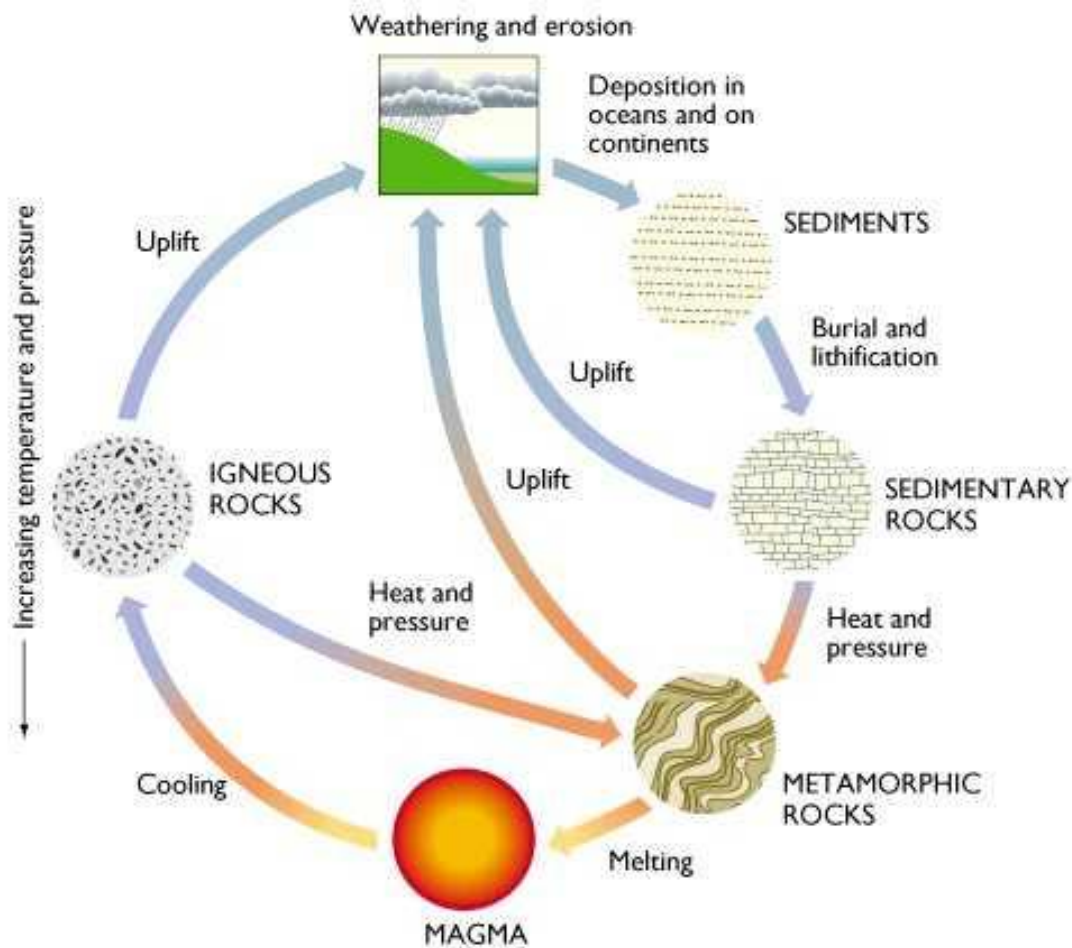 Weathering and erosion
Deposition in
oceans and on
continents
SEDIMENTS
Uplift
Burial and
lithification
Uplift
Uplift
IGNEOUS
ROCKS
SEDIMENTARY
ROCKS
Heat and
pressure
Heat and
pressure
Cooling
METAMORPHIC
ROCKS
Melting
MAGMA
Increasing temperature and pressure